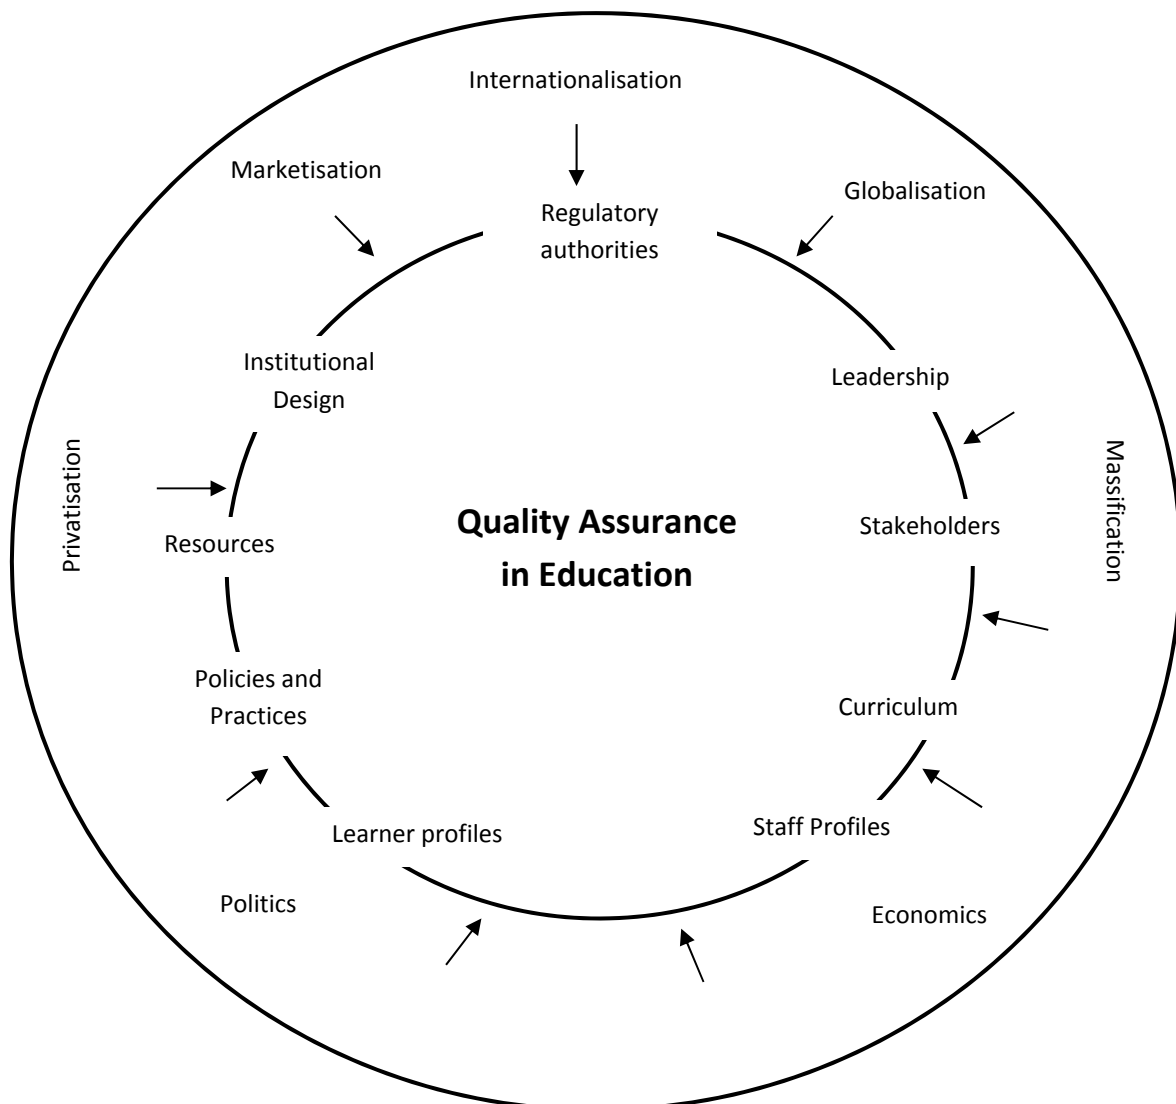 Internationalisation
Marketisation
Globalisation
Regulatory
authorities
Institutional
Design
Leadership
Privatisation
Massification
Quality Assurance
in Education
Resources
Stakeholders
Policies and
Practices
Curriculum
Learner profiles
Staff Profiles
Politics
Economics